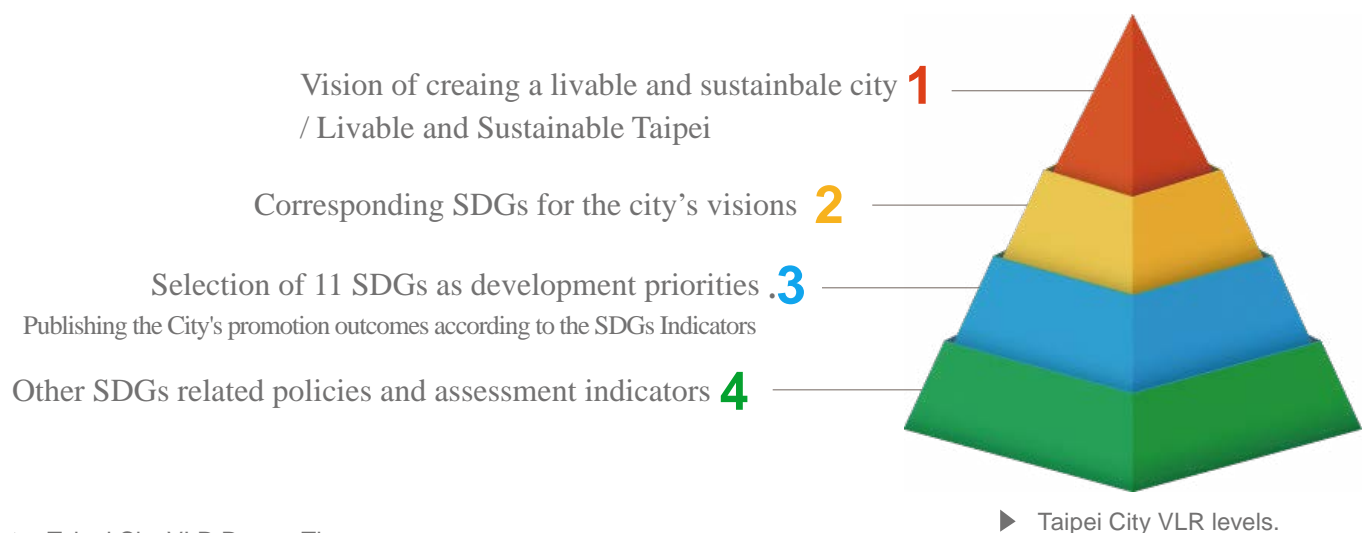 Vision of creaing a livable and sustainbale city 1
/ Livable and Sustainable Taipei
Corresponding SDGs for the city's visions 2
Selection of 11 SDGs as development priorities .3
Publishing the City's promotion outcomes according to the SDGs Indicators
Other SDGs related policies and assessment indicators 4
Taipei City VLR levels.